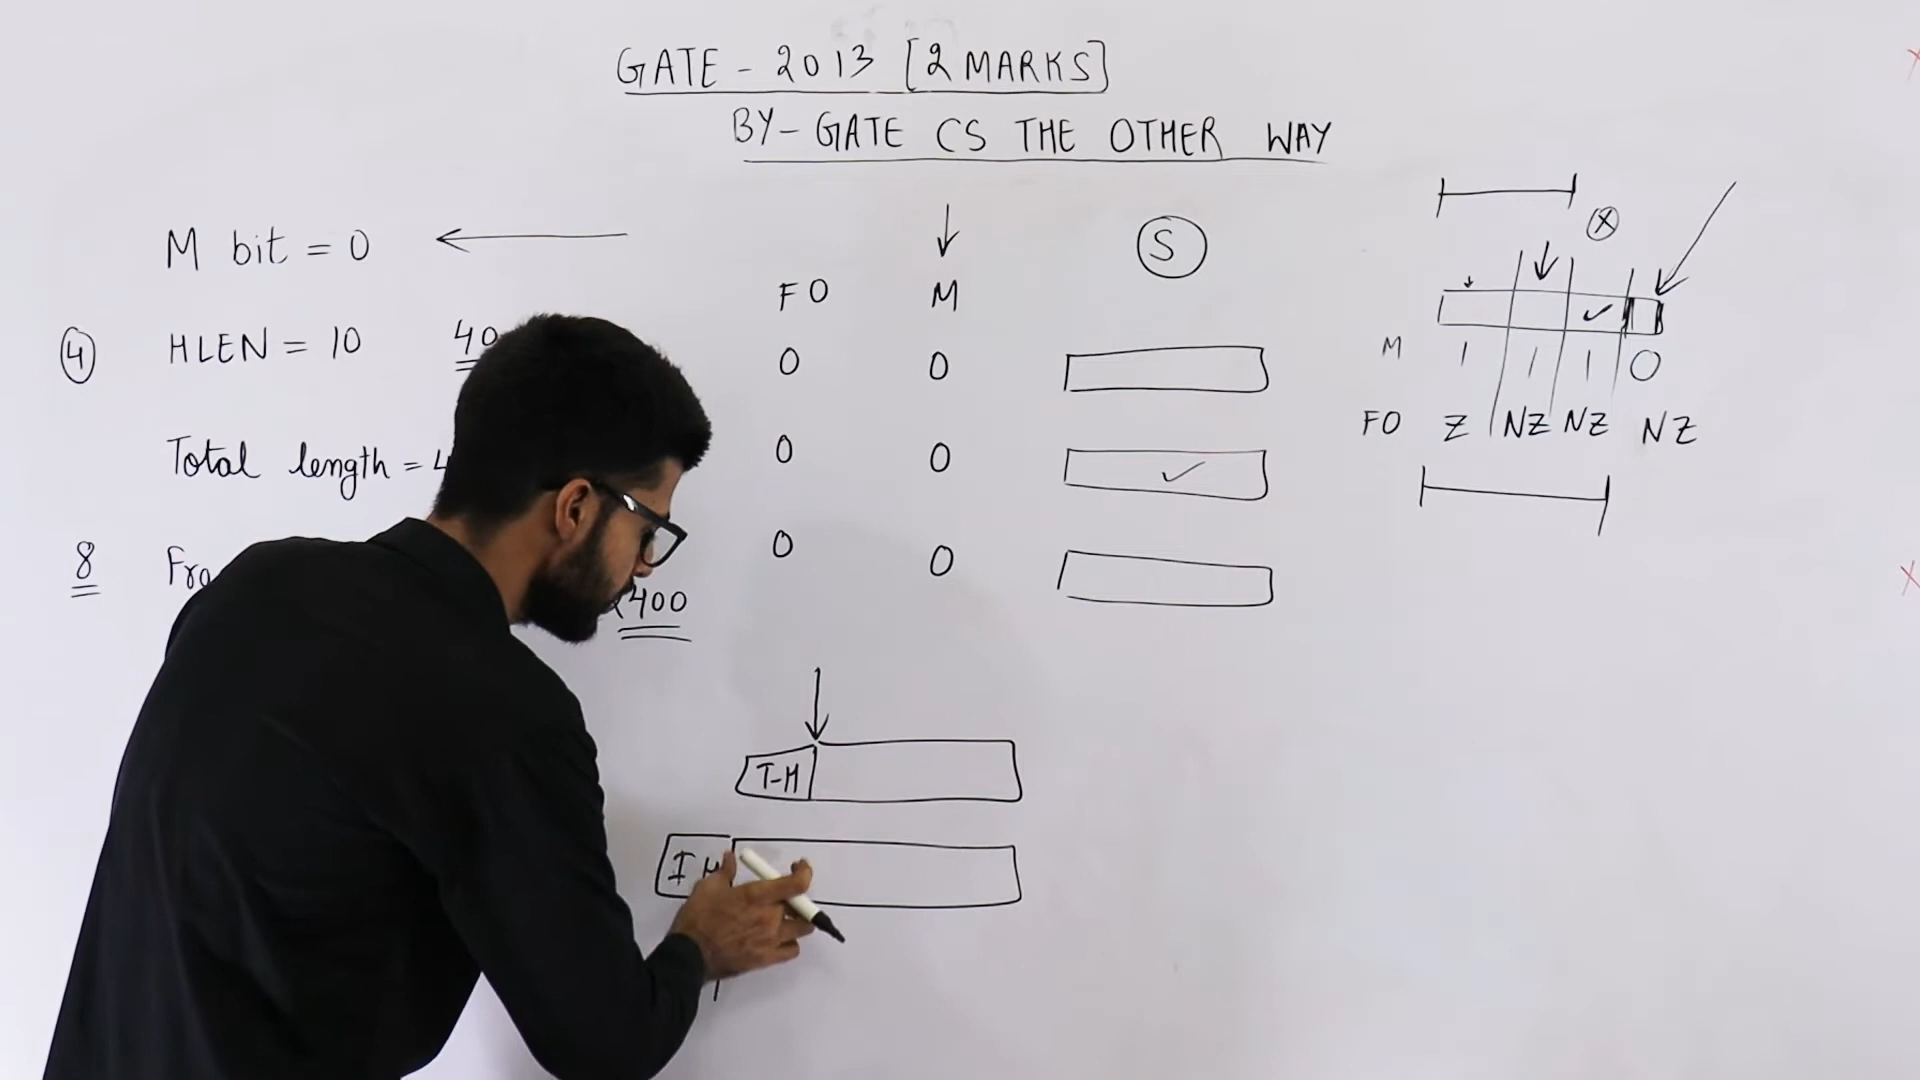 GATE - 2013 [2 MARKS]
BY - GATE CS THE OTHER WAY
M bit = 0
4 HLEN = 10 40
Total length = 4
8 Fra
400
FO M S
0 0
0 0
0 0
M 1 1 1 0
FO Z NZ NZ NZ
T-H
I H